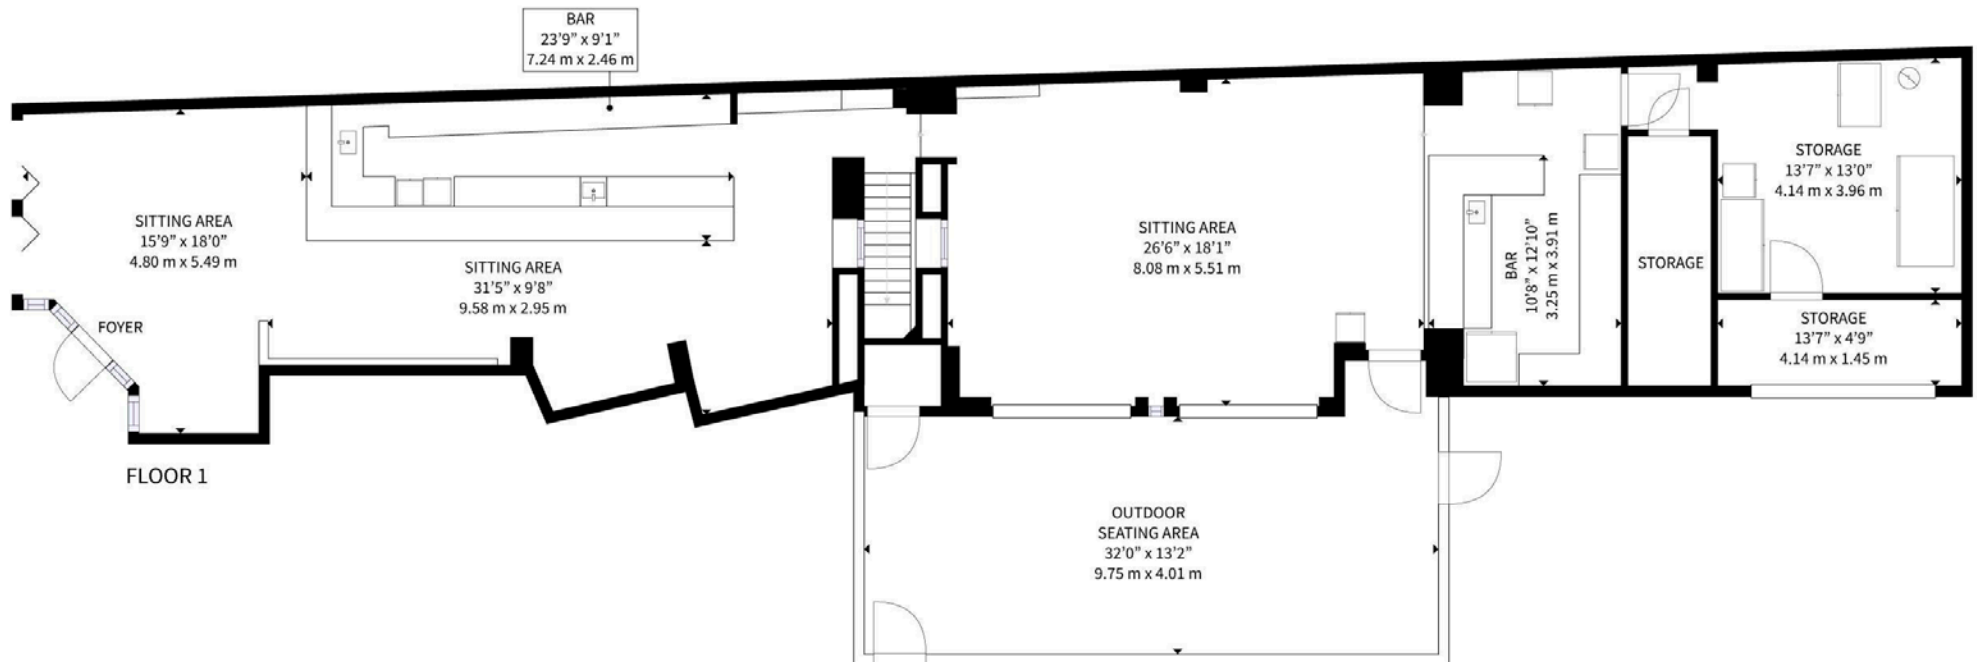 BAR
23’9” x 9’1”
7.24 m x 2.46 m
SITTING AREA
15’9” x 18’0”
4.80 m x 5.49 m
FOYER
SITTING AREA
31’5” x 9’8”
9.58 m x 2.95 m
SITTING AREA
26’6” x 18’1”
8.08 m x 5.51 m
BAR
10’8” x 12’10”
3.25 m x 3.91 m
STORAGE
STORAGE
13’7” x 13’0”
4.14 m x 3.96 m
STORAGE
13’7” x 4’9”
4.14 m x 1.45 m
FLOOR 1
OUTDOOR
SEATING AREA
32’0” x 13’2”
9.75 m x 4.01 m